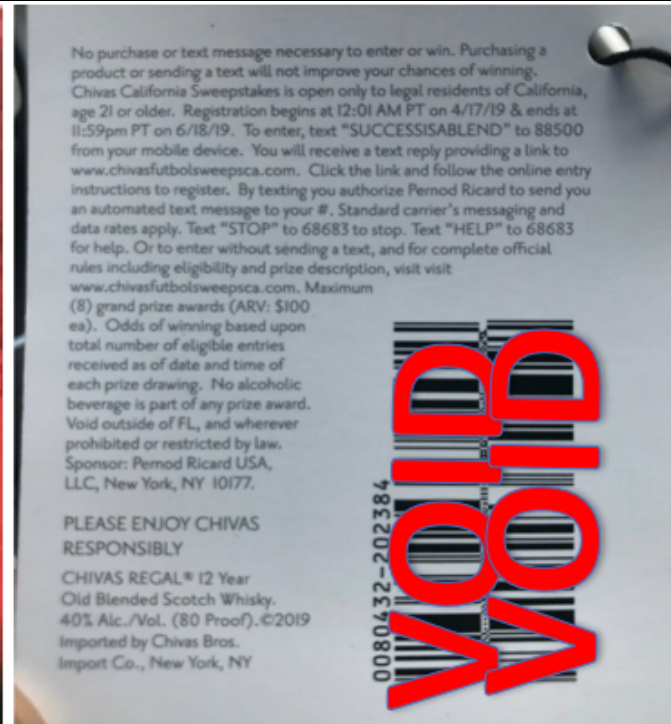 No purchase or text message necessary to enter or win. Purchasing a
product or sending a text will not improve your chances of winning.
Chivas California Sweepstakes is open only to legal residents of California,
age 21 or older. Registration begins at 12:01 AM PT on 4/17/19 & ends at
11:59pm PT on 6/18/19. To enter, text “SUCCESSISABLEND” to 88500
from your mobile device. You will receive a text reply providing a link to
www.chivasfutbolsweepsca.com. Click the link and follow the online entry
instructions to register. By texting you authorize Pernod Ricard to send you
an automated text message to your #. Standard carrier’s messaging and
data rates apply. Text “STOP” to 68683 to stop. Text “HELP” to 68683
for help. Or to enter without sending a text, and for complete official
rules including eligibility and prize description, visit visit
www.chivasfutbolsweepsca.com. Maximum
(8) grand prize awards (ARV: $100
ea). Odds of winning based upon
total number of eligible entries
received as of date and time of
each prize drawing. No alcoholic
beverage is part of any prize award.
Void outside of FL, and wherever
prohibited or restricted by law.
Sponsor: Pernod Ricard USA,
LLC, New York, NY 10177.
PLEASE ENJOY CHIVAS
RESPONSIBLY
CHIVAS REGAL® 12 Year
Old Blended Scotch Whisky.
40% Alc./Vol. (80 Proof).©2019
Imported by Chivas Bros.
Import Co., New York, NY
0080432-202384
VOID
VOID